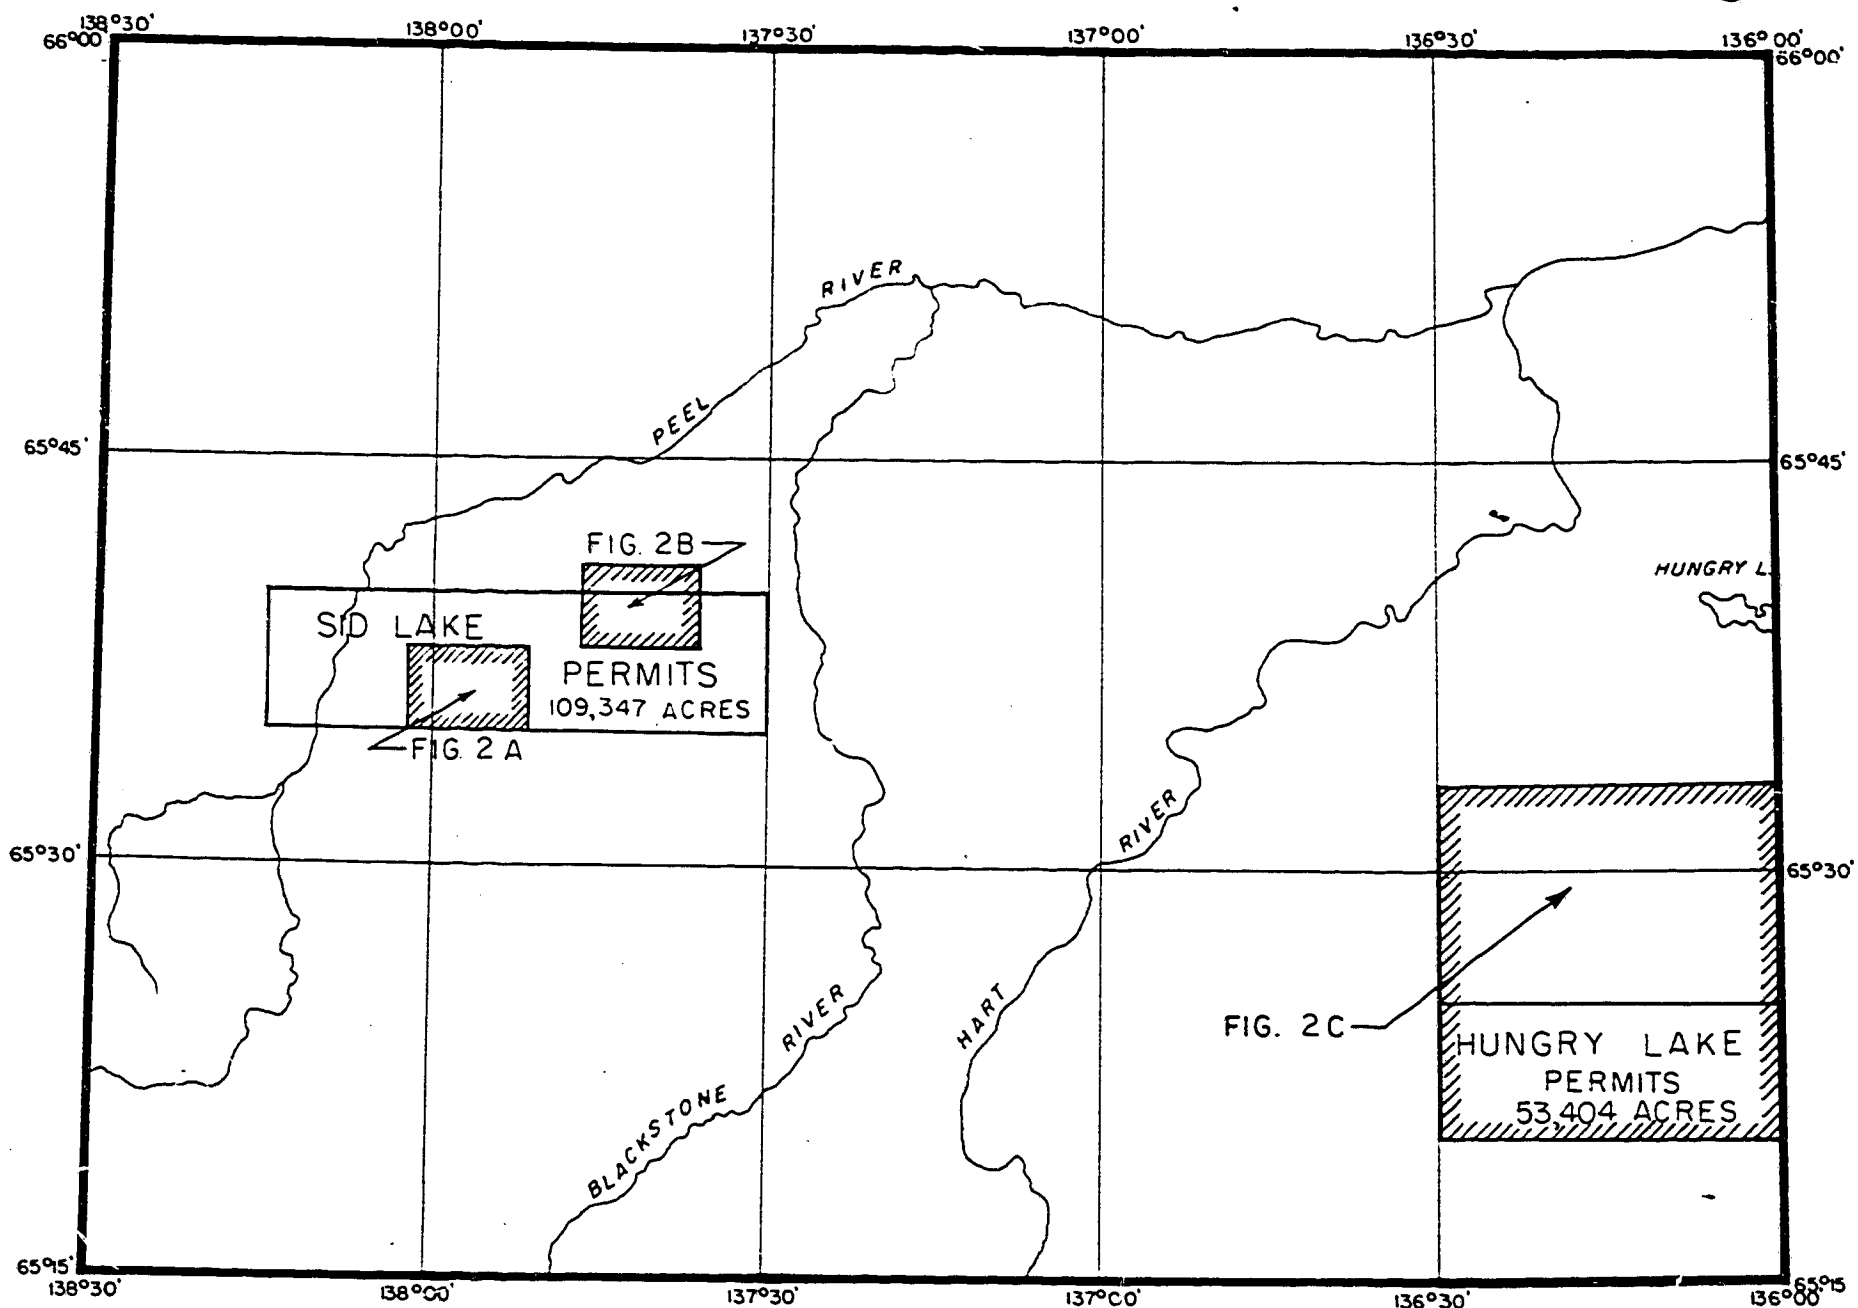 138°30' 138°00' 137°30' 137°00' 136°30' 136°00'
66°00' 66°00'
RIVER
PEEL
65°45' 65°45'
FIG. 2B
HUNGRY L.
SID LAKE
PERMITS
109,347 ACRES
FIG. 2A
RIVER
65°30' 65°30'
RIVER
HART
FIG. 2C
HUNGRY LAKE
PERMITS
53,404 ACRES
BLACKSTONE
65°15' 65°15
138°30' 138°00' 137°30' 137°00' 136°30' 136°00'